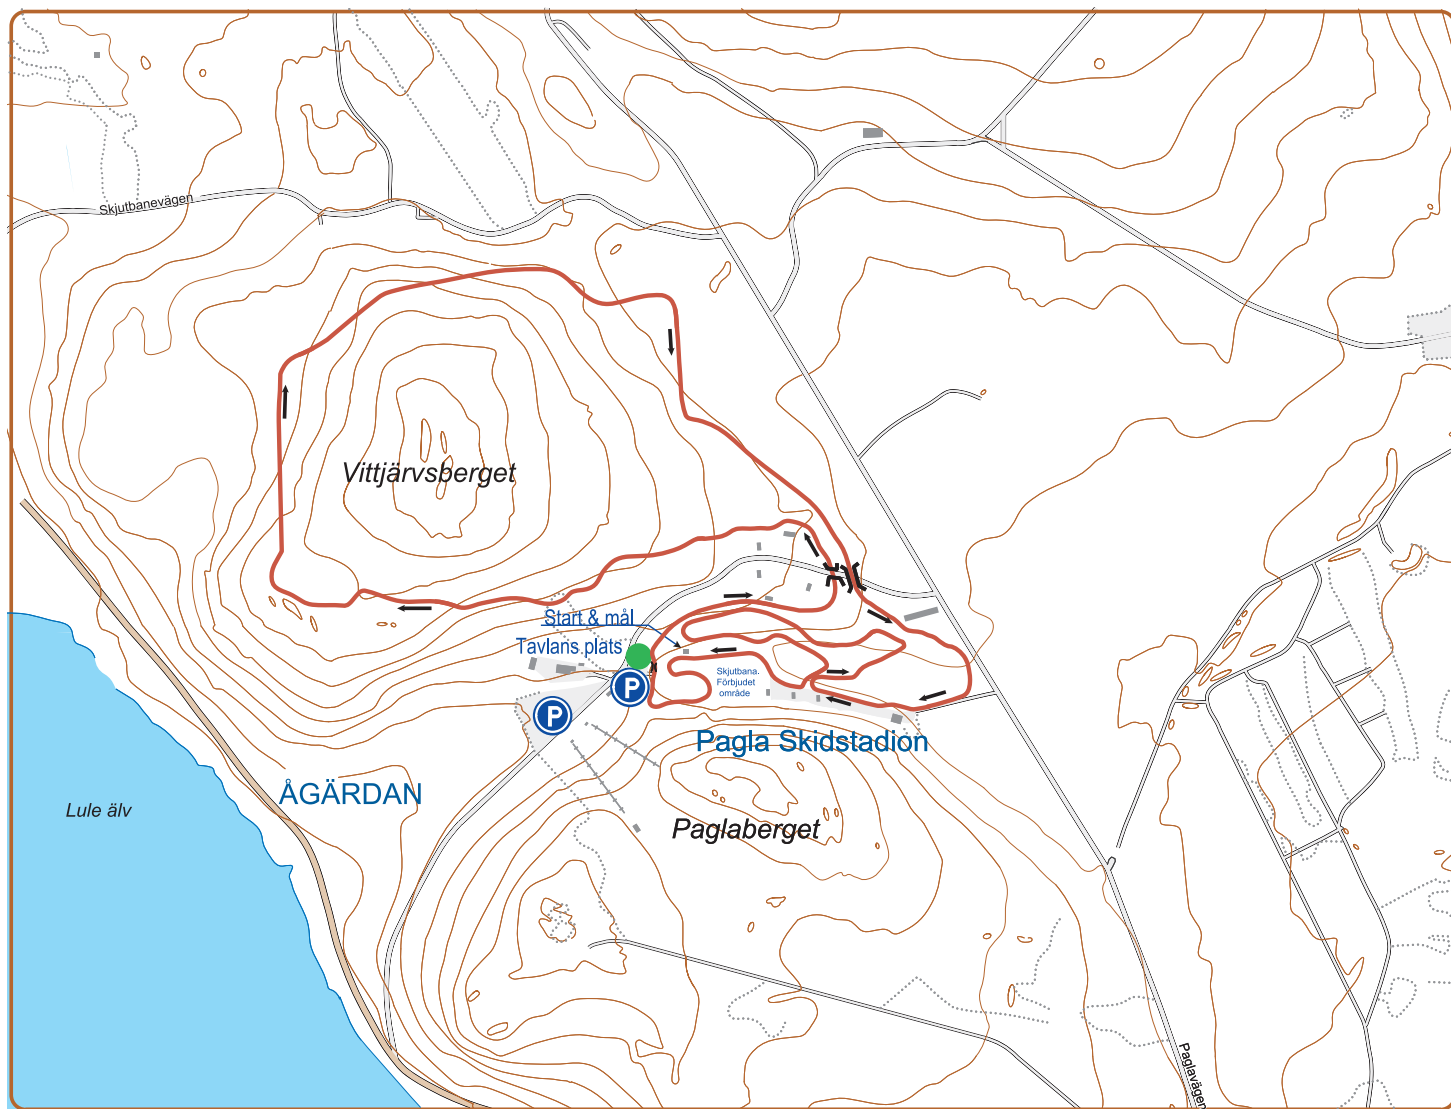 Skjutbanevägen
Vittjärvsberget
Start & mål
Tavlans plats
Skjutbana.
Förbjudet
område
P
P
Pagla Skidstadion
ÅGÄRDAN
Lule älv
Paglaberget
Paglavägen